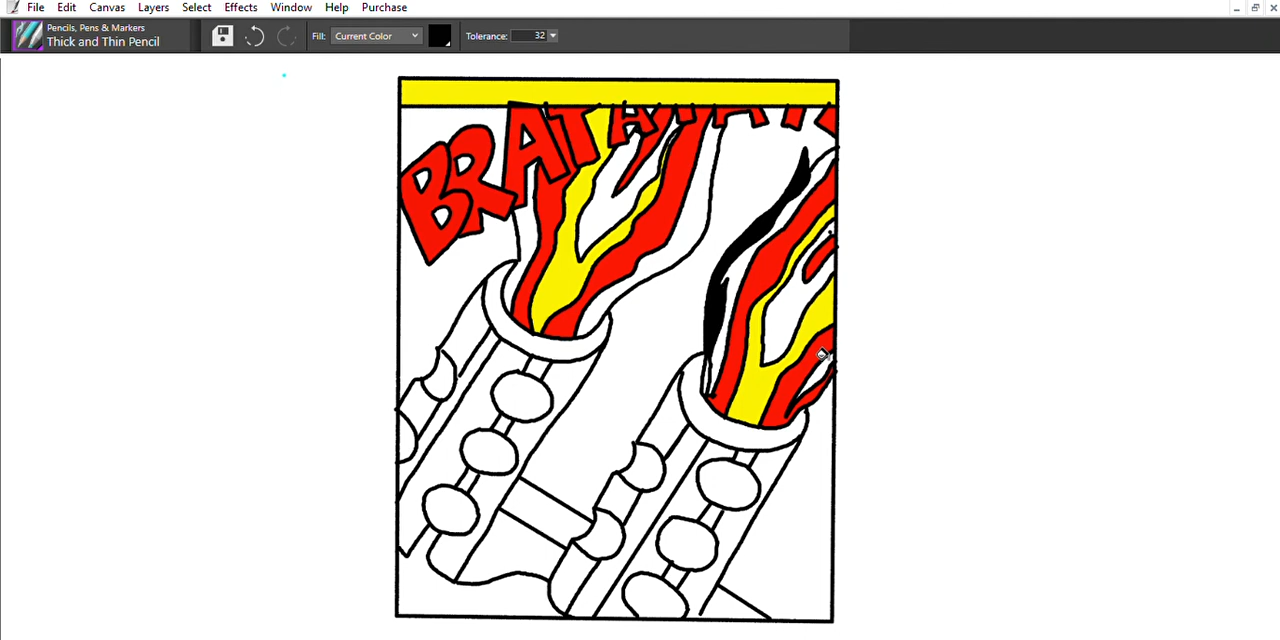 File Edit Canvas Layers Select Effects Window Help Purchase
Pencils, Pens & Markers
Thick and Thin Pencil
Fill: Current Color
Tolerance: 32
BRATATATATA